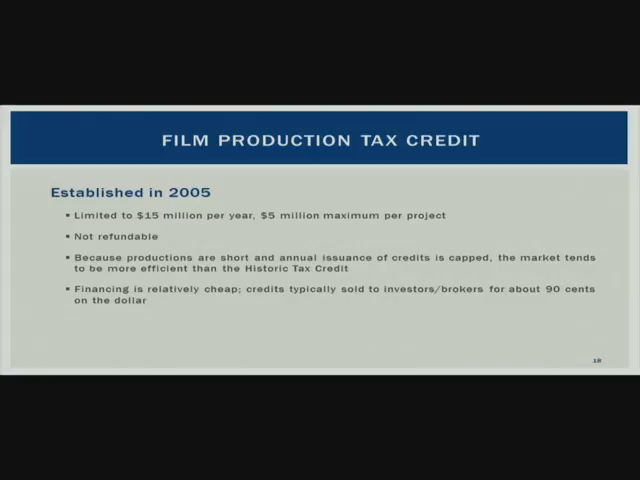 FILM PRODUCTION TAX CREDIT
Established in 2005
▪ Limited to $15 million per year, $5 million maximum per project
▪ Not refundable
▪ Because productions are short and annual issuance of credits is capped, the market tends
to be more efficient than the Historic Tax Credit
▪ Financing is relatively cheap; credits typically sold to investors/brokers for about 90 cents
on the dollar
18